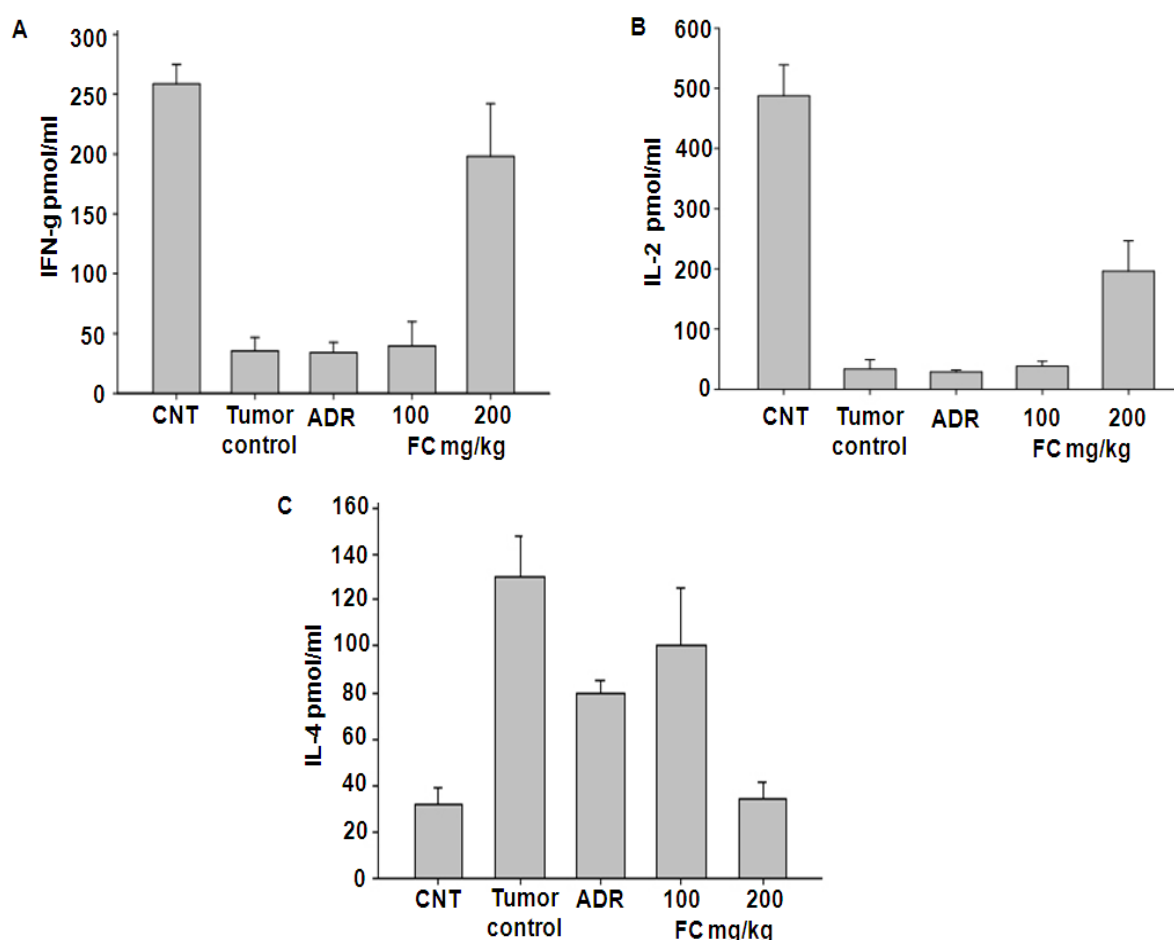 A
IFN-g pmol/ml
300
250
200
150
100
50
0
CNT Tumor control ADR 100 200
FC mg/kg
B
IL-2 pmol/ml
600
500
400
300
200
100
0
CNT Tumor control ADR 100 200
FC mg/kg
C
IL-4 pmol/ml
160
140
120
100
80
60
40
20
0
CNT Tumor control ADR 100 200
FC mg/kg